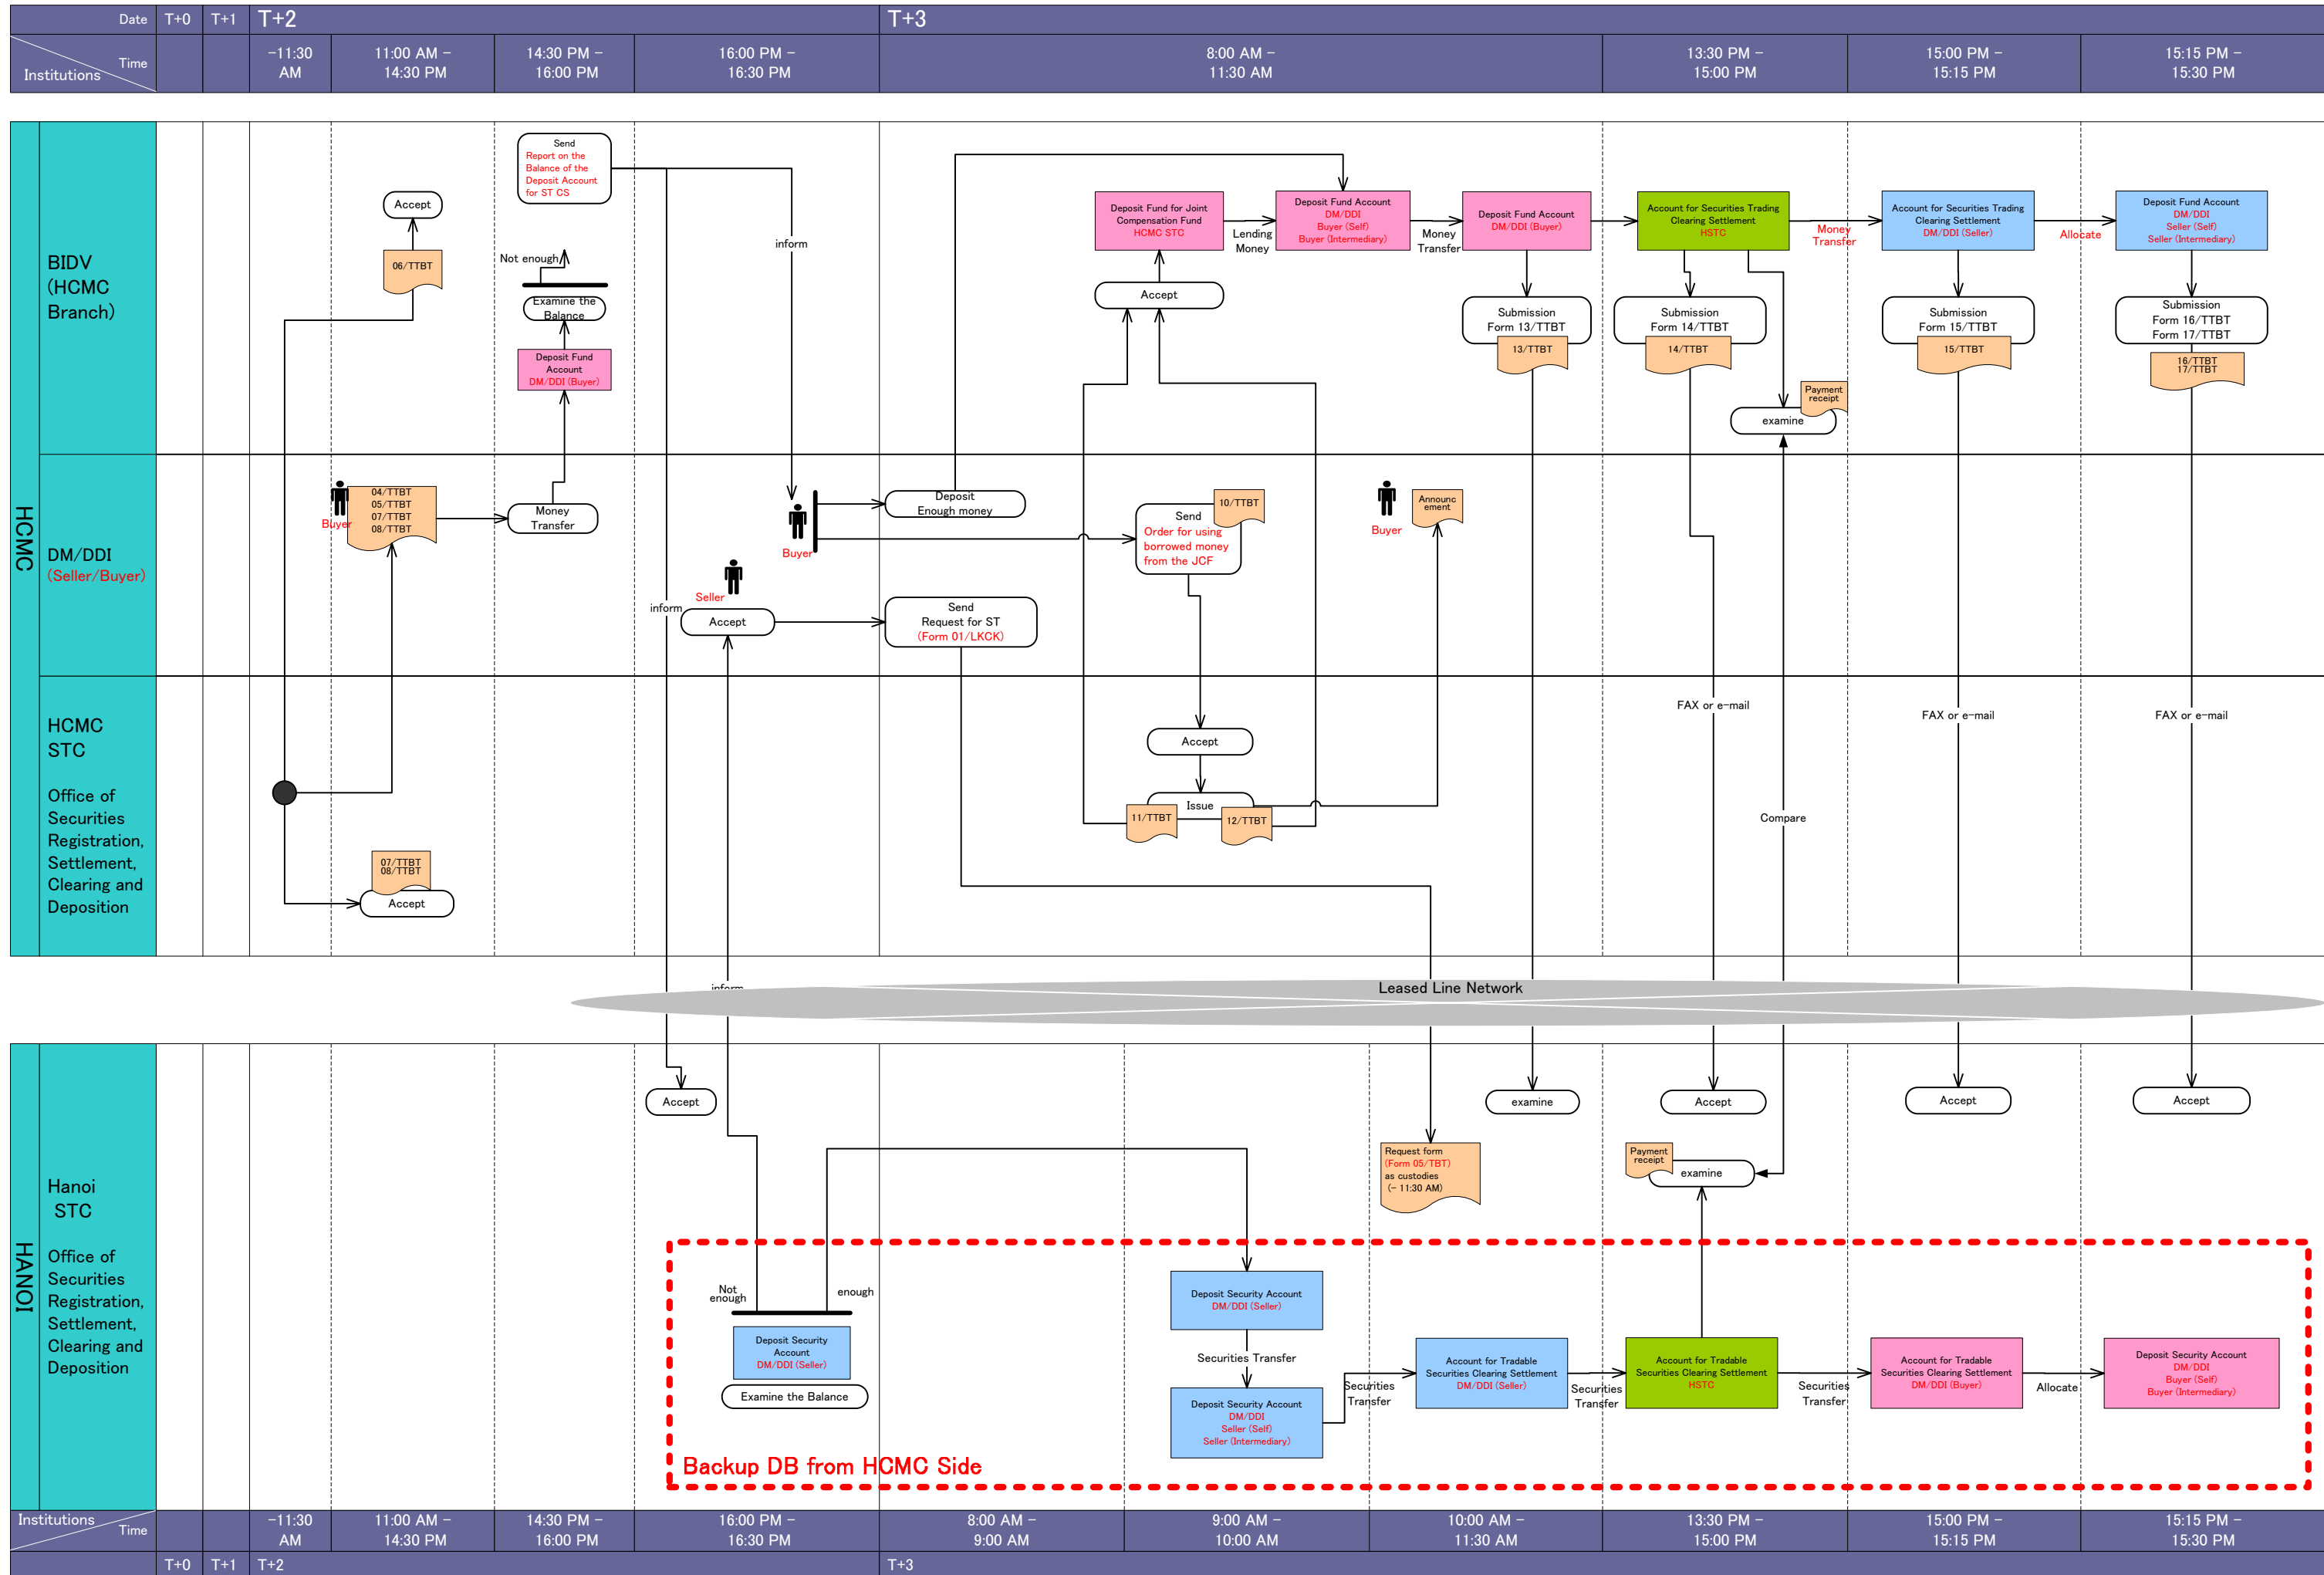 Date
T+0
T+1
T+2
T+3
Time
Institutions
-11:30
AM
11:00 AM -
14:30 PM
14:30 PM -
16:00 PM
16:00 PM -
16:30 PM
8:00 AM -
11:30 AM
13:30 PM -
15:00 PM
15:00 PM -
15:15 PM
15:15 PM -
15:30 PM
HCMC
BIDV
(HCMC
Branch)
Accept
06/TTBT
Send
Report on the
Balance of the
Deposit Account
for ST CS
Not enough
Examine the
Balance
Deposit Fund
Account
DM/DDI (Buyer)
inform
Deposit Fund for Joint
Compensation Fund
HCMC STC
Lending
Money
Deposit Fund Account
DM/DDI
Buyer (Self)
Buyer (Intermediary)
Money
Transfer
Deposit Fund Account
DM/DDI (Buyer)
Account for Securities Trading
Clearing Settlement
HSTC
Money
Transfer
Account for Securities Trading
Clearing Settlement
DM/DDI (Seller)
Allocate
Deposit Fund Account
DM/DDI
Seller (Self)
Seller (Intermediary)
Accept
Submission
Form 13/TTBT
13/TTBT
Submission
Form 14/TTBT
14/TTBT
Submission
Form 15/TTBT
15/TTBT
Submission
Form 16/TTBT
Form 17/TTBT
16/TTBT
17/TTBT
Payment
receipt
examine
DM/DDI
(Seller/Buyer)
Buyer
04/TTBT
05/TTBT
07/TTBT
08/TTBT
Money
Transfer
Buyer
Deposit
Enough money
10/TTBT
Send
Order for using
borrowed money
from the JCF
Buyer
Announc
ement
inform
Seller
Accept
Send
Request for ST
(Form 01/LKCK)
HCMC
STC
Office of
Securities
Registration,
Settlement,
Clearing and
Deposition
07/TTBT
08/TTBT
Accept
Accept
Issue
11/TTBT
12/TTBT
FAX or e-mail
FAX or e-mail
FAX or e-mail
Compare
inform
Leased Line Network
HANOI
Hanoi
STC
Office of
Securities
Registration,
Settlement,
Clearing and
Deposition
Accept
examine
Accept
Accept
Accept
Request form
(Form 05/TBT)
as custodies
(- 11:30 AM)
Payment
receipt
examine
Not
enough
enough
Deposit Security
Account
DM/DDI (Seller)
Examine the Balance
Deposit Security Account
DM/DDI (Seller)
Securities Transfer
Deposit Security Account
DM/DDI
Seller (Self)
Seller (Intermediary)
Securities
Transfer
Account for Tradable
Securities Clearing Settlement
DM/DDI (Seller)
Securities
Transfer
Account for Tradable
Securities Clearing Settlement
HSTC
Securities
Transfer
Account for Tradable
Securities Clearing Settlement
DM/DDI (Buyer)
Allocate
Deposit Security Account
DM/DDI
Buyer (Self)
Buyer (Intermediary)
Backup DB from HCMC Side
Institutions
Time
-11:30
AM
11:00 AM -
14:30 PM
14:30 PM -
16:00 PM
16:00 PM -
16:30 PM
8:00 AM -
9:00 AM
9:00 AM -
10:00 AM
10:00 AM -
11:30 AM
13:30 PM -
15:00 PM
15:00 PM -
15:15 PM
15:15 PM -
15:30 PM
T+0
T+1
T+2
T+3